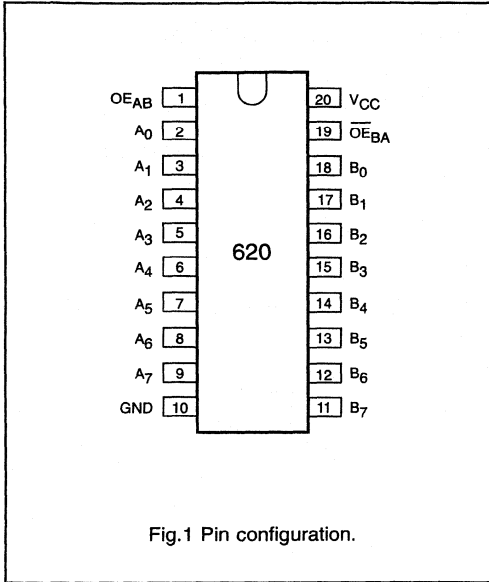 OEAB 1 20 VCC
A0 2 19 OEBA
A1 3 18 B0
A2 4 17 B1
A3 5 16 B2
620
A4 6 15 B3
A5 7 14 B4
A6 8 13 B5
A7 9 12 B6
GND 10 11 B7
Fig.1 Pin configuration.